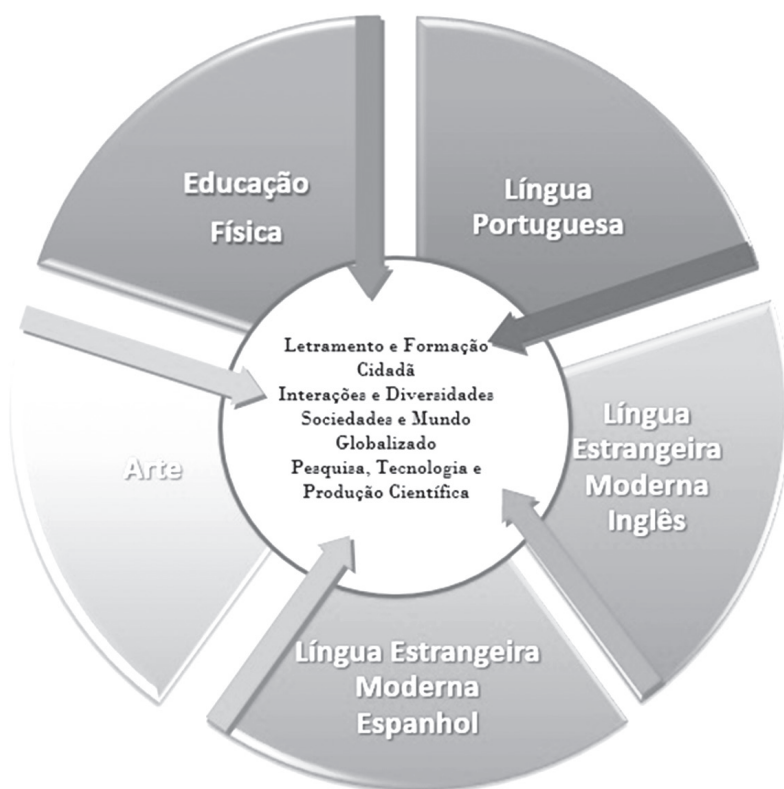 Educação
Física
Língua
Portuguesa
Letramento e Formação
Cidadã
Interações e Diversidades
Sociedades e Mundo
Globalizado
Pesquisa, Tecnologia e
Produção Científica
Arte
Língua
Estrangeira
Moderna
Inglês
Língua Estrangeira
Moderna
Espanhol